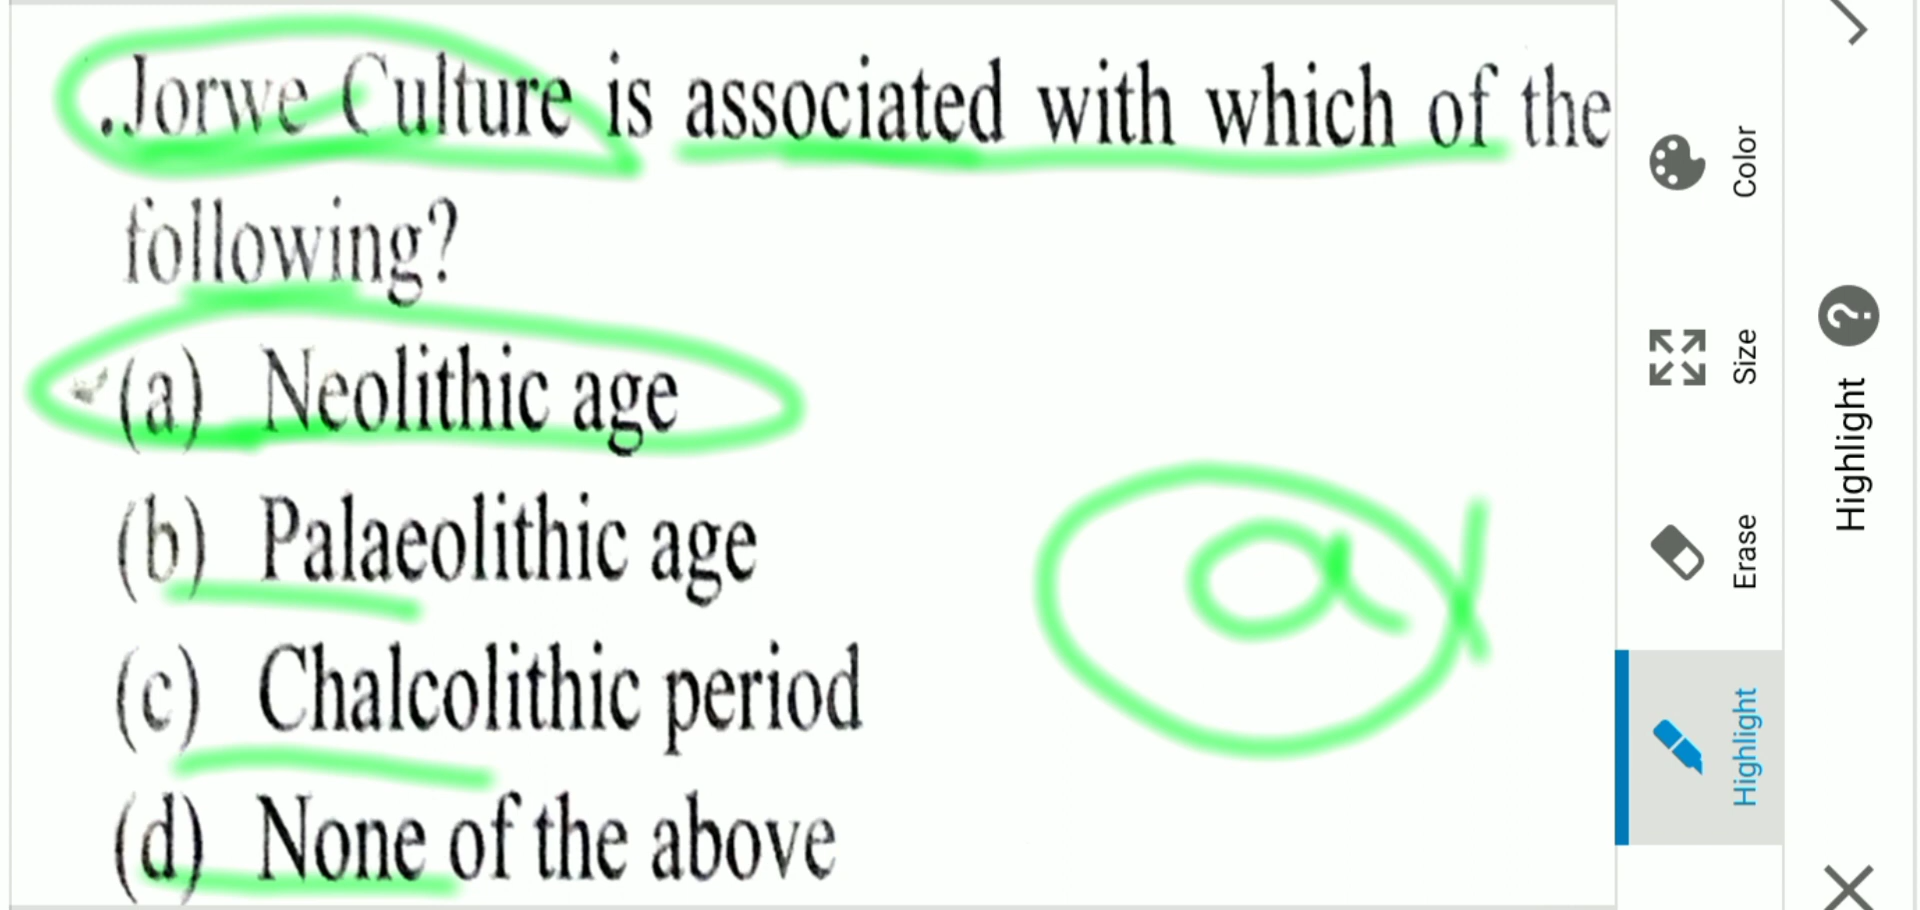 .Jorwe Culture is associated with which of the
following?
(a) Neolithic age
(b) Palaeolithic age
(c) Chalcolithic period
(d) None of the above
a
Color
Size
Erase
Highlight
Highlight